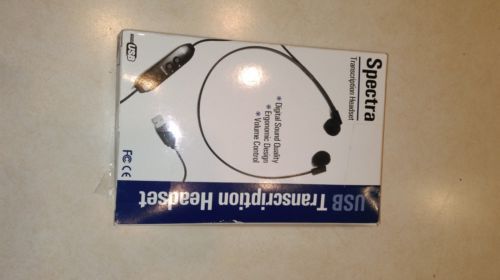 Spectra
Transcription Headset
* Digital Sound Quality
* Ergonomic Design
* Volume Control
USB
FC CE
USB Transcription Headset